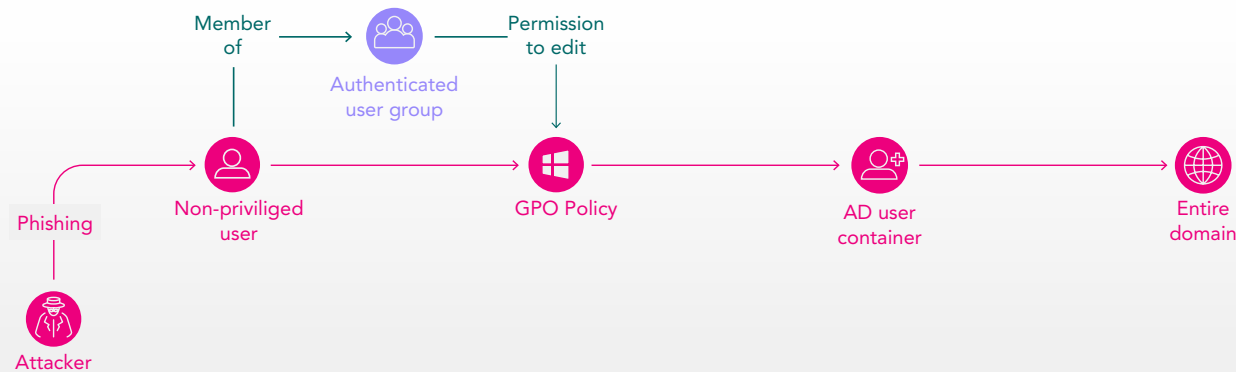 Member
of
Permission
to edit
Authenticated
user group
Non-priviliged
user
GPO Policy
AD user
container
Entire
domain
Phishing
Attacker